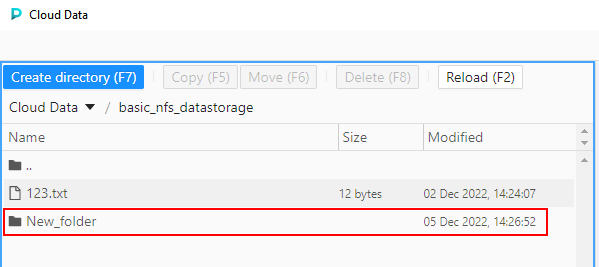 Cloud Data
Create directory (F7) Copy (F5) Move (F6) Delete (F8) Reload (F2)
Cloud Data / basic_nfs_datastorage
Name Size Modified
..
123.txt 12 bytes 02 Dec 2022, 14:24:07
New_folder 05 Dec 2022, 14:26:52